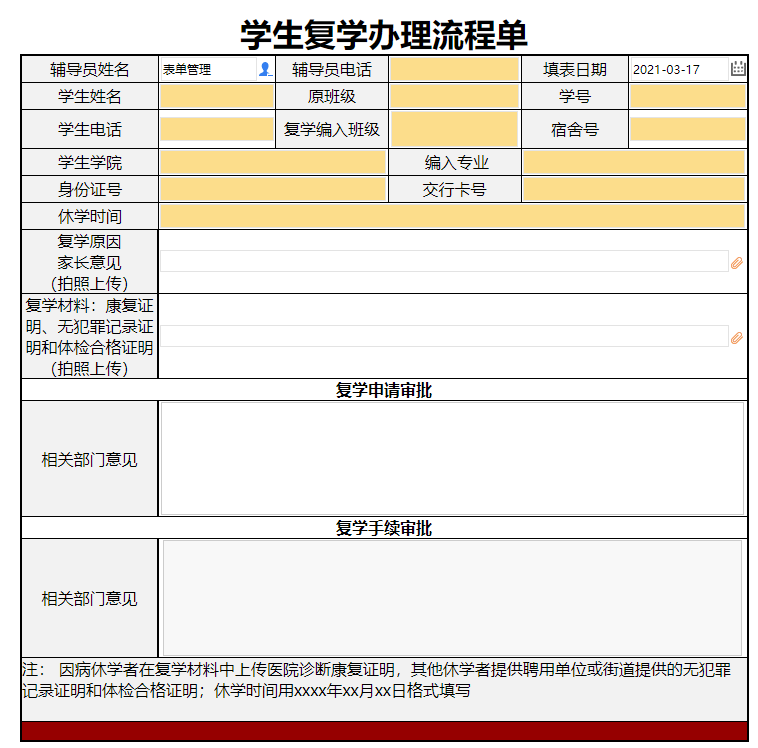 学生复学办理流程单
辅导员姓名 表单管理 辅导员电话 填表日期 2021-03-17
学生姓名 原班级 学号
学生电话 复学编入班级 宿舍号
学生学院 编入专业
身份证号 交行卡号
休学时间
复学原因
家长意见
（拍照上传）
复学材料：康复证
明、无犯罪记录证
明和体检合格证明
（拍照上传）
复学申请审批
相关部门意见
复学手续审批
相关部门意见
注： 因病休学者在复学材料中上传医院诊断康复证明，其他休学者提供聘用单位或街道提供的无犯罪
记录证明和体检合格证明；休学时间用xxxx年xx月xx日格式填写